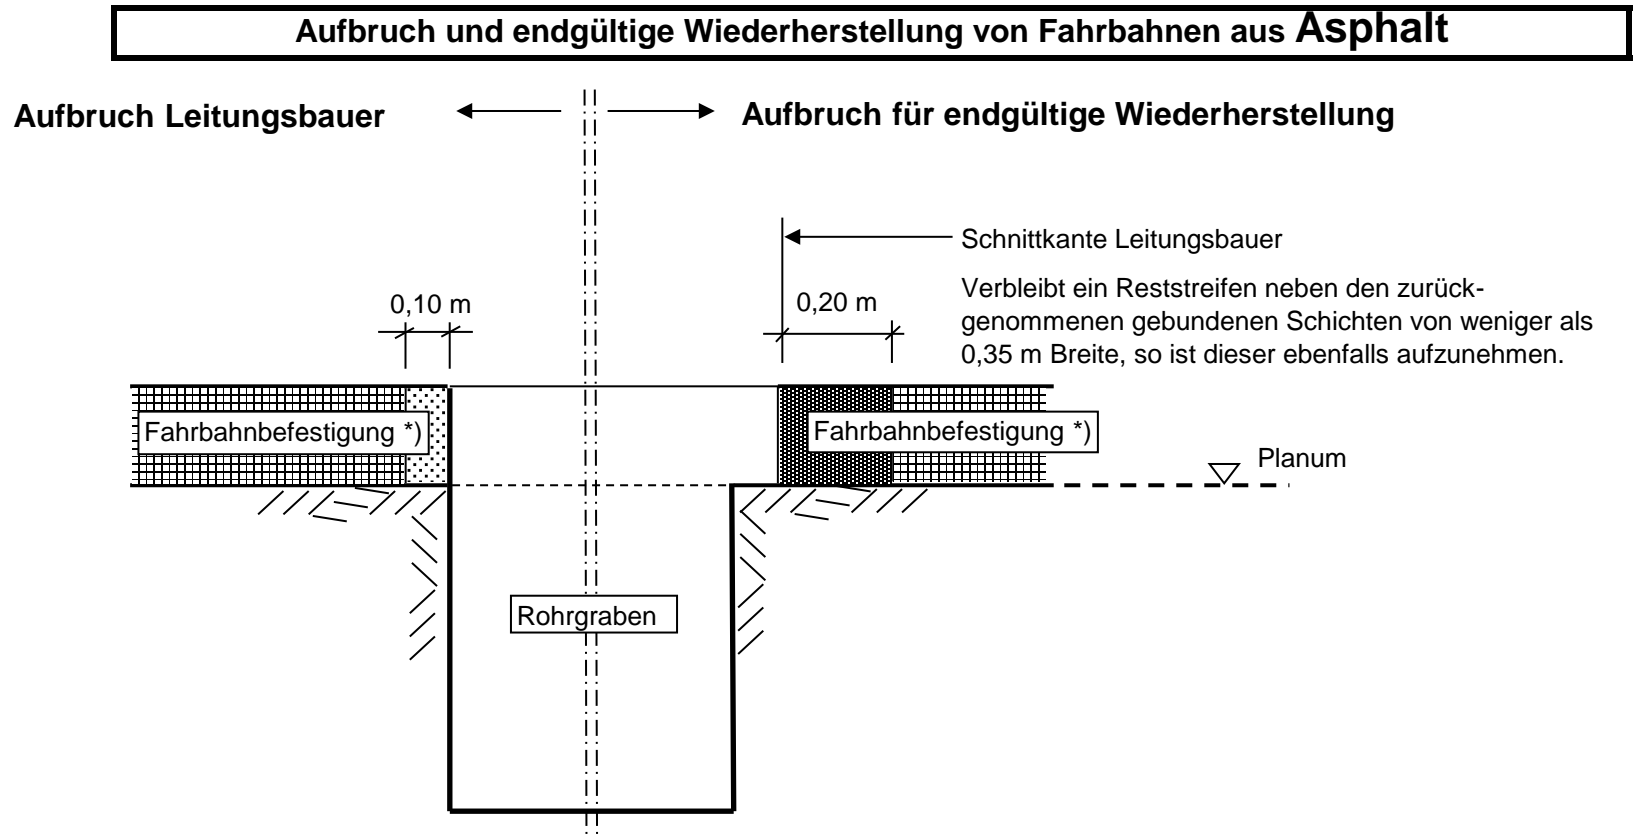 Aufbruch und endgültige Wiederherstellung von Fahrbahnen aus Asphalt
Aufbruch Leitungsbauer
Aufbruch für endgültige Wiederherstellung
Schnittkante Leitungsbauer
0,10 m
0,20 m
Verbleibt ein Reststreifen neben den zurück-
genommenen gebundenen Schichten von weniger als
0,35 m Breite, so ist dieser ebenfalls aufzunehmen.
Fahrbahnbefestigung *)
Fahrbahnbefestigung *)
Planum
Rohrgraben